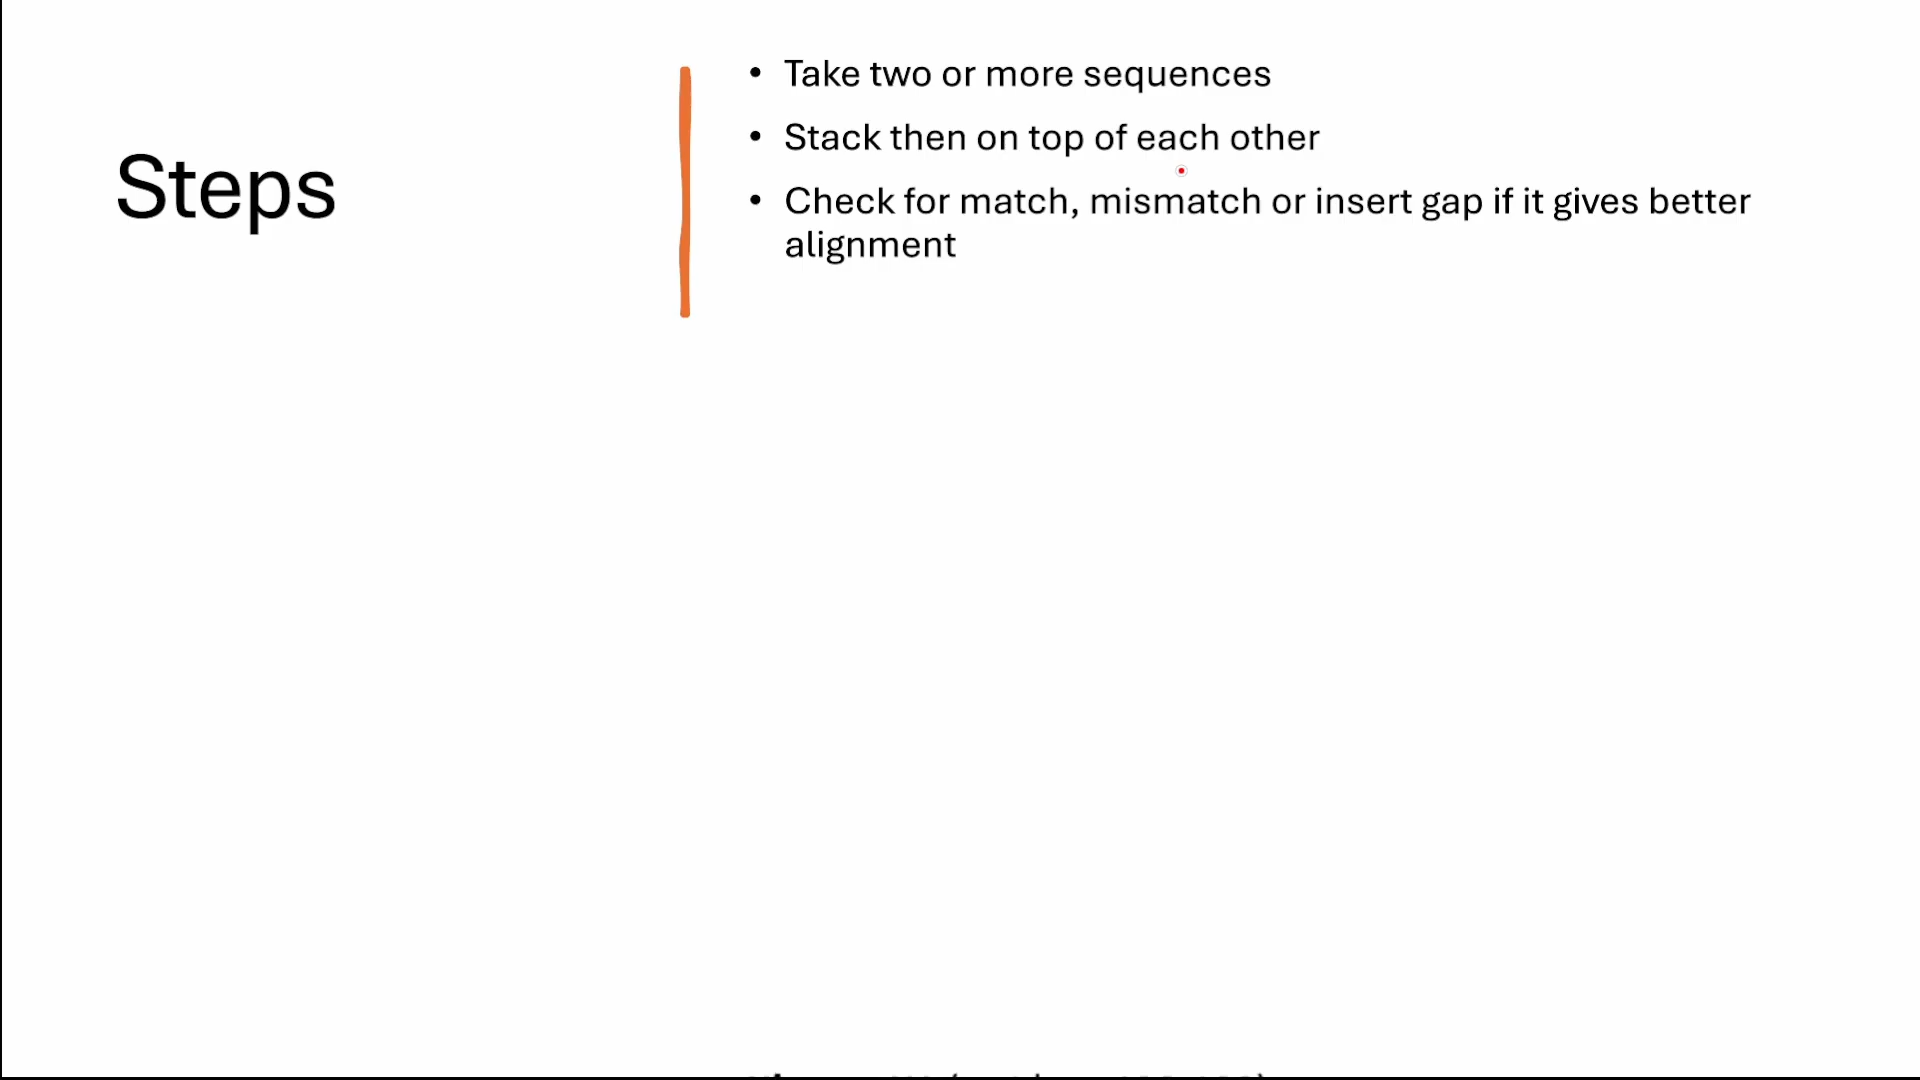 Steps
• Take two or more sequences
• Stack then on top of each other
• Check for match, mismatch or insert gap if it gives better
alignment